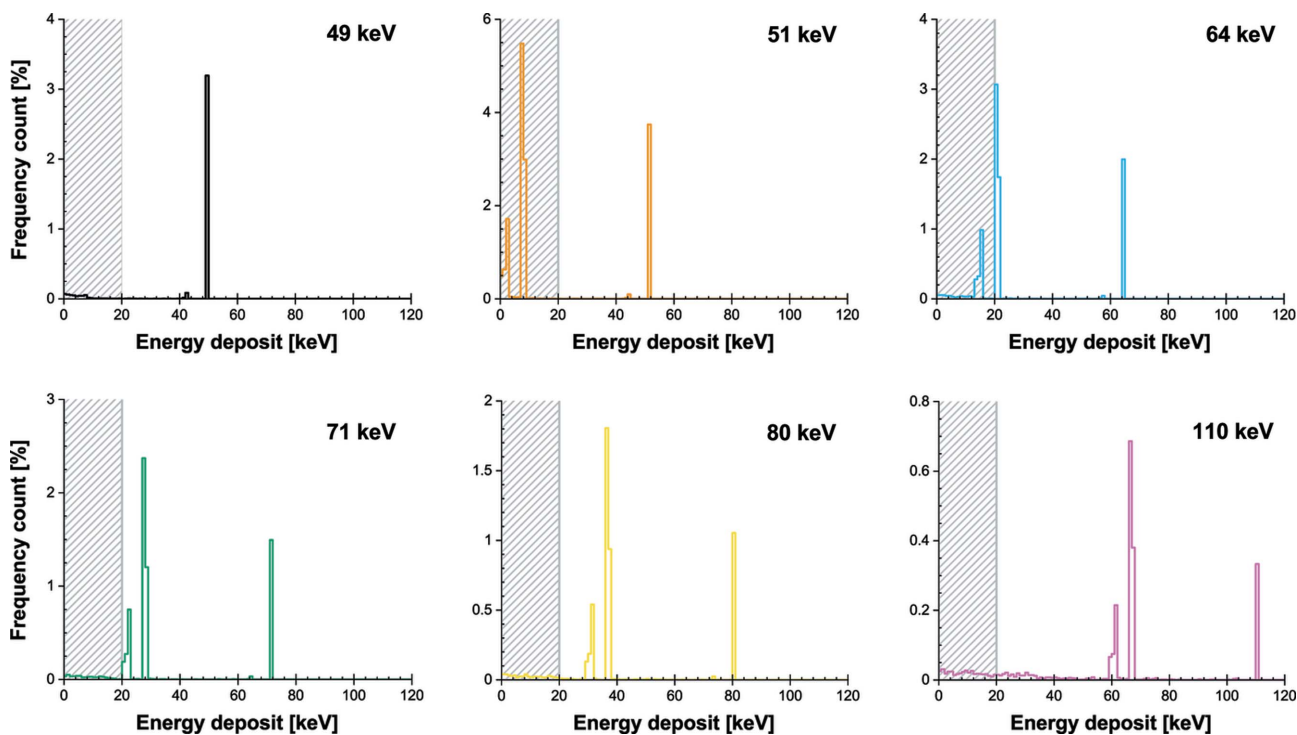 49 keV
4
3
2
1
0
Frequency count [%]
0 20 40 60 80 100 120
Energy deposit [keV]
51 keV
6
4
2
0
0 20 40 60 80 100 120
Energy deposit [keV]
64 keV
4
3
2
1
0
0 20 40 60 80 100 120
Energy deposit [keV]
71 keV
3
2
1
0
Frequency count [%]
0 20 40 60 80 100 120
Energy deposit [keV]
80 keV
2
1.5
1
0.5
0
0 20 40 60 80 100 120
Energy deposit [keV]
110 keV
0.8
0.6
0.4
0.2
0
0 20 40 60 80 100 120
Energy deposit [keV]